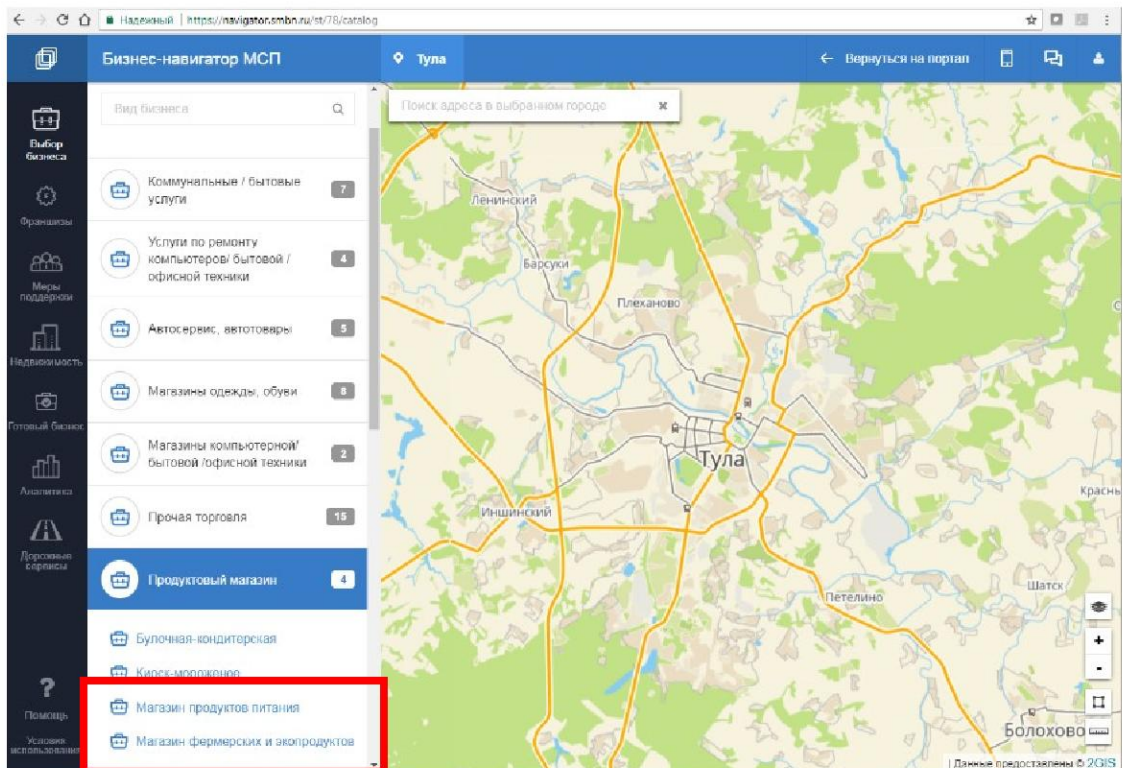 Надежный | https://navigator.smbn.ru/st/78/catalog
Бизнес-навигатор МСП
Тула
Вернуться на портал
Выбор
бизнеса
Франшизы
Меры
поддержки
Недвижимость
Готовый бизнес
Аналитика
Дорожные
сервисы
?
Помощь
Условия
использования
Вид бизнеса
Коммунальные / бытовые
услуги
7
Услуги по ремонту
компьютеров/ бытовой /
офисной техники
4
Автосервис, автотовары
5
Магазины одежды, обуви
8
Магазины компьютерной/
бытовой /офисной техники
2
Прочая торговля
15
Продуктовый магазин
4
Булочная-кондитерская
Киоск-мороженое
Магазин продуктов питания
Магазин фермерских и экопродуктов
Поиск адреса в выбранном городе
Ленинский
Барсуки
Плеханово
Тула
Иншинский
Красны
Шатск
Петелино
+
-
Болохово
Данные предоставлены © 2GIS